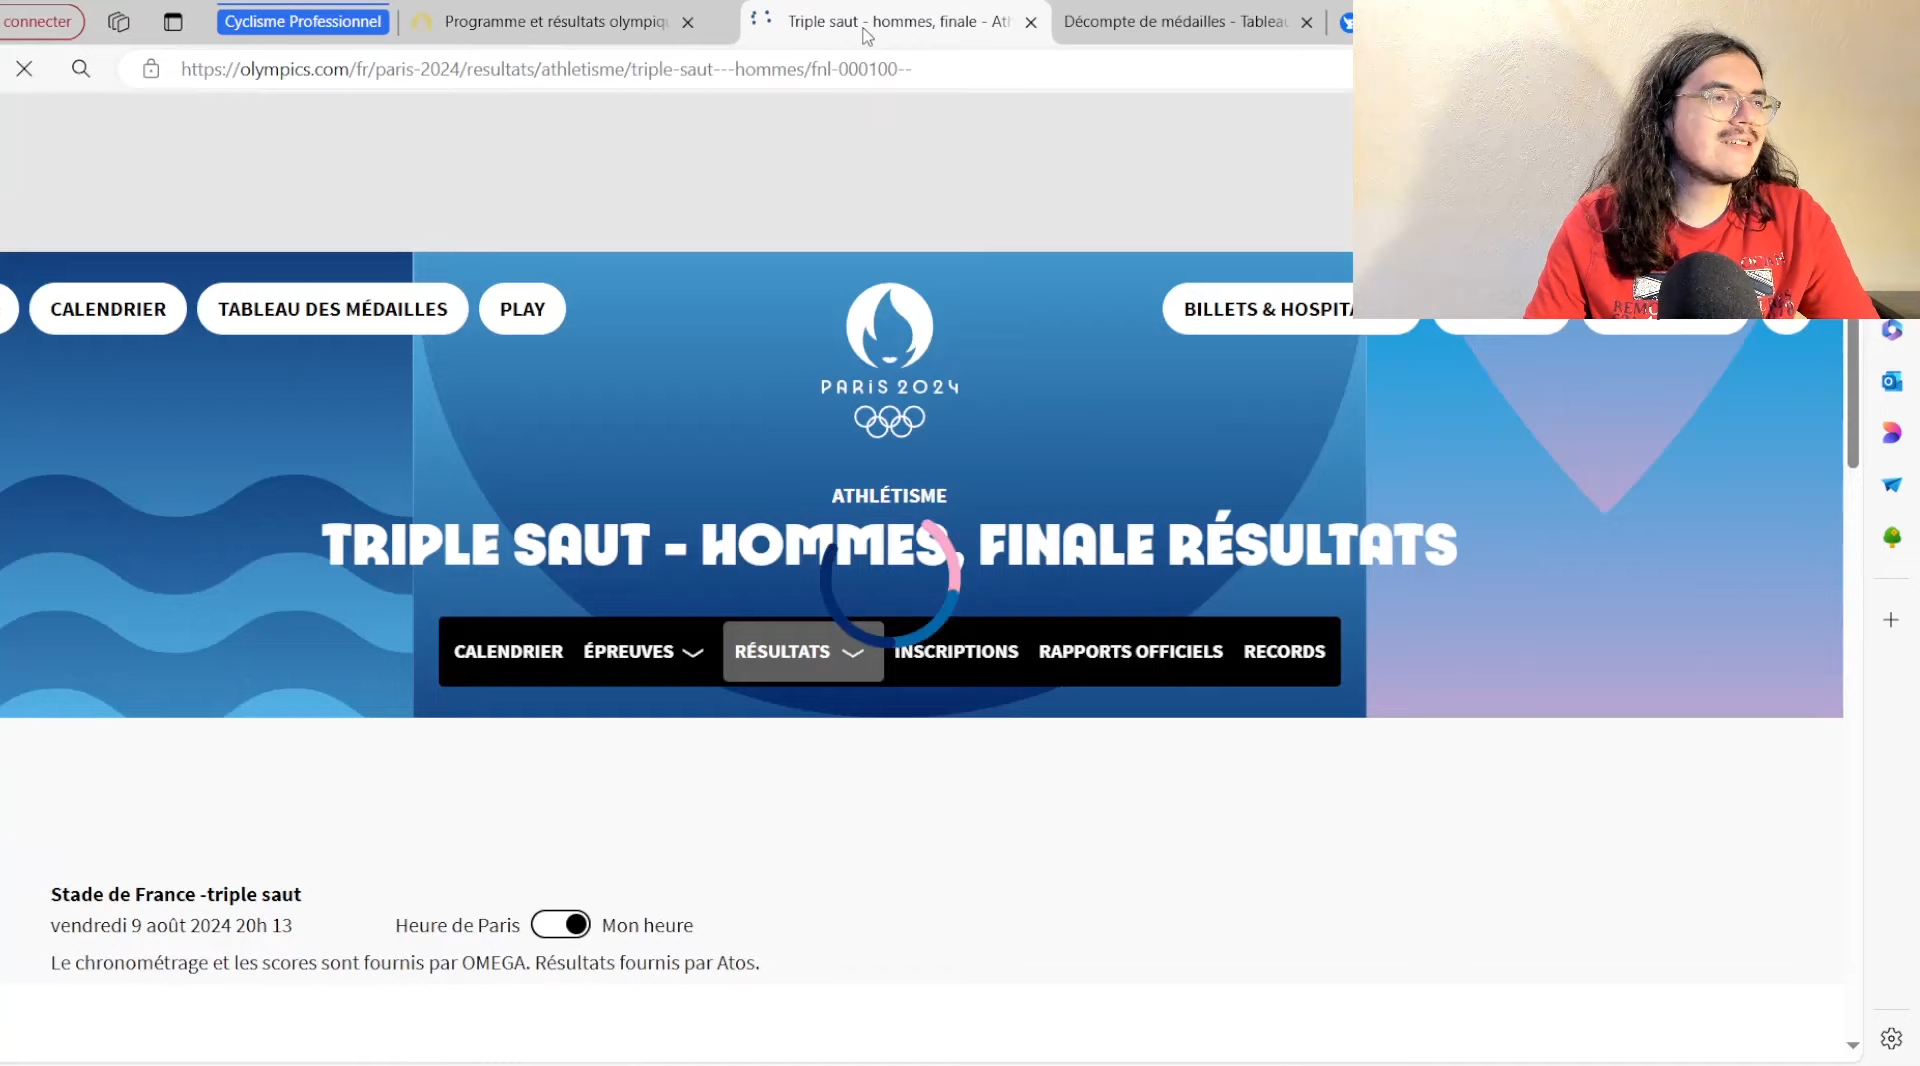 connecter
Cyclisme Professionnel
Programme et résultats olympiq
Triple saut - hommes, finale - Ath
Décompte de médailles - Tableau
https://olympics.com/fr/paris-2024/resultats/athletisme/triple-saut---hommes/fnl-000100--
CALENDRIER
TABLEAU DES MÉDAILLES
PLAY
BILLETS & HOSPITA
PARIS 2024
ATHLÉTISME
TRIPLE SAUT - HOMMES, FINALE RÉSULTATS
CALENDRIER
ÉPREUVES
RÉSULTATS
INSCRIPTIONS
RAPPORTS OFFICIELS
RECORDS
Stade de France -triple saut
vendredi 9 août 2024 20h 13
Heure de Paris
Mon heure
Le chronométrage et les scores sont fournis par OMEGA. Résultats fournis par Atos.